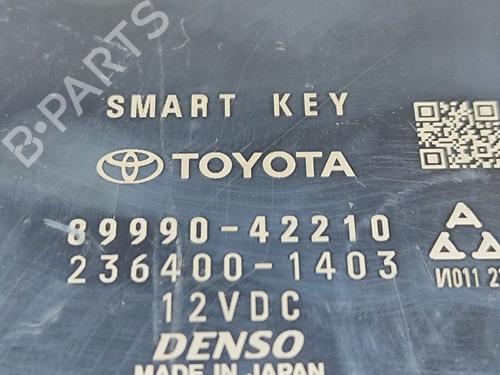 B-PARTS
SMART KEY
TOYOTA
89990-42210
236400-1403
12VDC
DENSO
MADE IN JAPAN